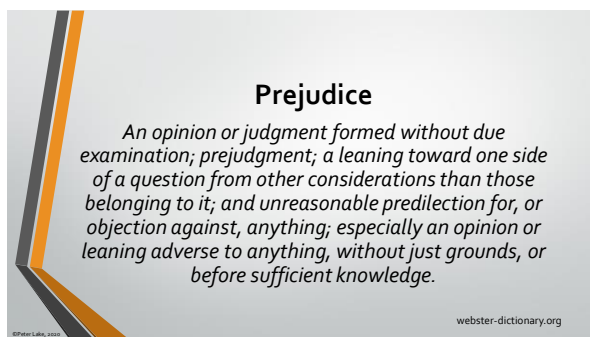 Prejudice
An opinion or judgment formed without due
examination; prejudgment; a leaning toward one side
of a question from other considerations than those
belonging to it; and unreasonable predilection for, or
objection against, anything; especially an opinion or
leaning adverse to anything, without just grounds, or
before sufficient knowledge.
webster-dictionary.org
©Peter Lake, 2020